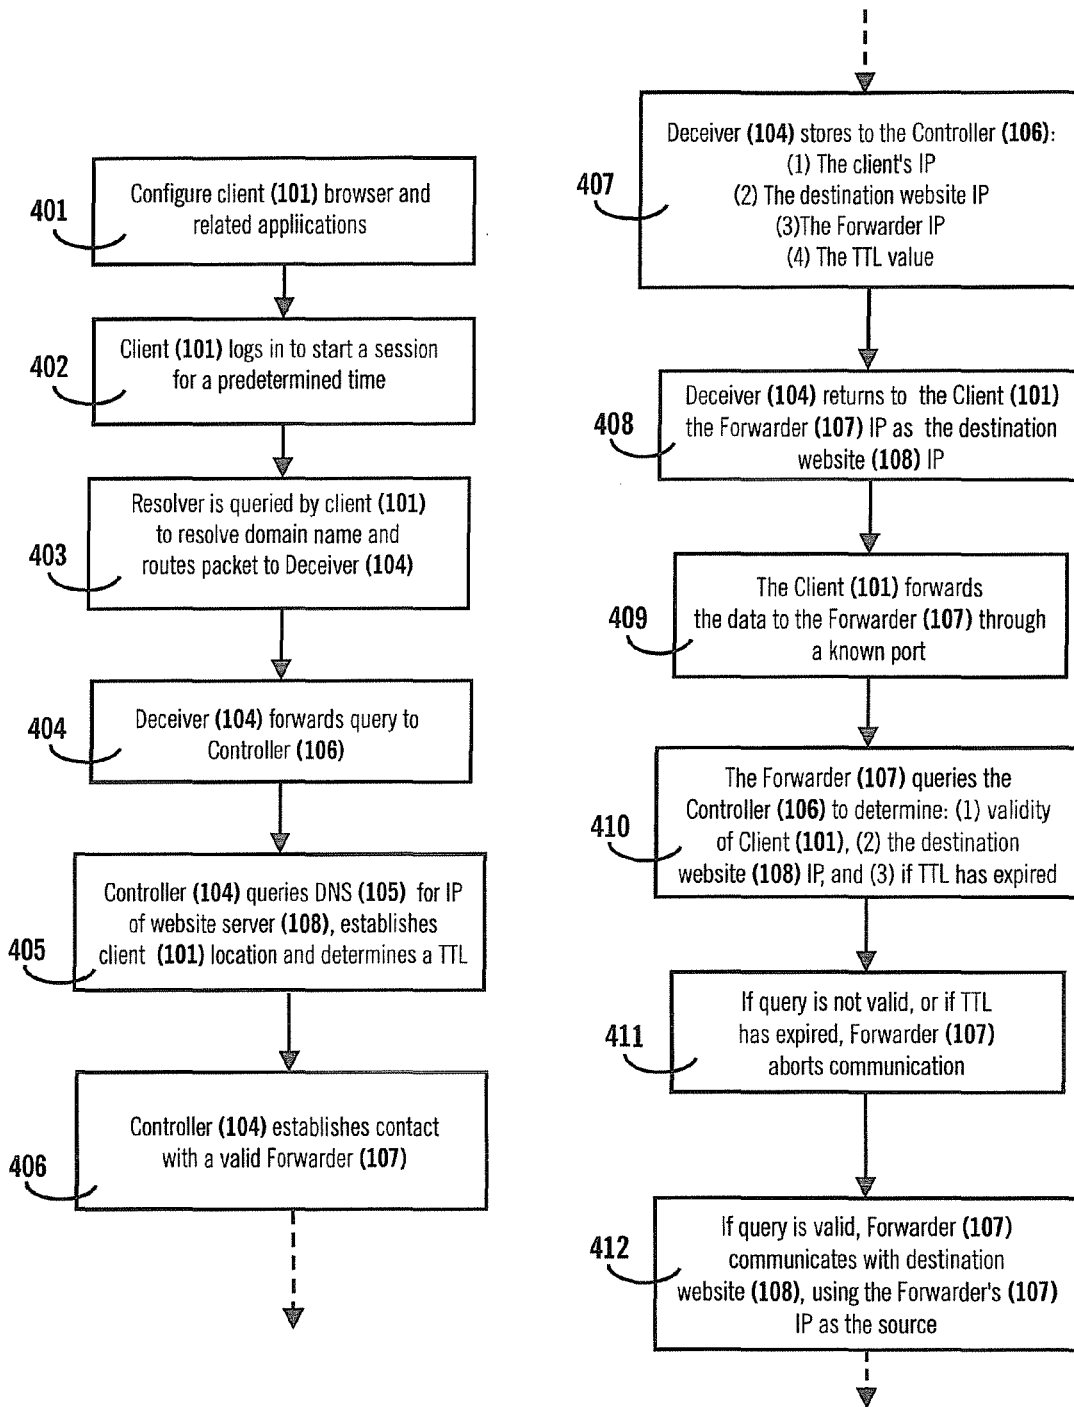 401
Configure client (101) browser and
related appliications
402
Client (101) logs in to start a session
for a predetermined time
403
Resolver is queried by client (101)
to resolve domain name and
routes packet to Deceiver (104)
404
Deceiver (104) forwards query to
Controller (106)
405
Controller (104) queries DNS (105) for IP
of website server (108), establishes
client (101) location and determines a TTL
406
Controller (104) establishes contact
with a valid Forwarder (107)
407
Deceiver (104) stores to the Controller (106):
(1) The client's IP
(2) The destination website IP
(3)The Forwarder IP
(4) The TTL value
408
Deceiver (104) returns to the Client (101)
the Forwarder (107) IP as the destination
website (108) IP
409
The Client (101) forwards
the data to the Forwarder (107) through
a known port
410
The Forwarder (107) queries the
Controller (106) to determine: (1) validity
of Client (101), (2) the destination
website (108) IP, and (3) if TTL has expired
411
If query is not valid, or if TTL
has expired, Forwarder (107)
aborts communication
412
If query is valid, Forwarder (107)
communicates with destination
website (108), using the Forwarder's (107)
IP as the source